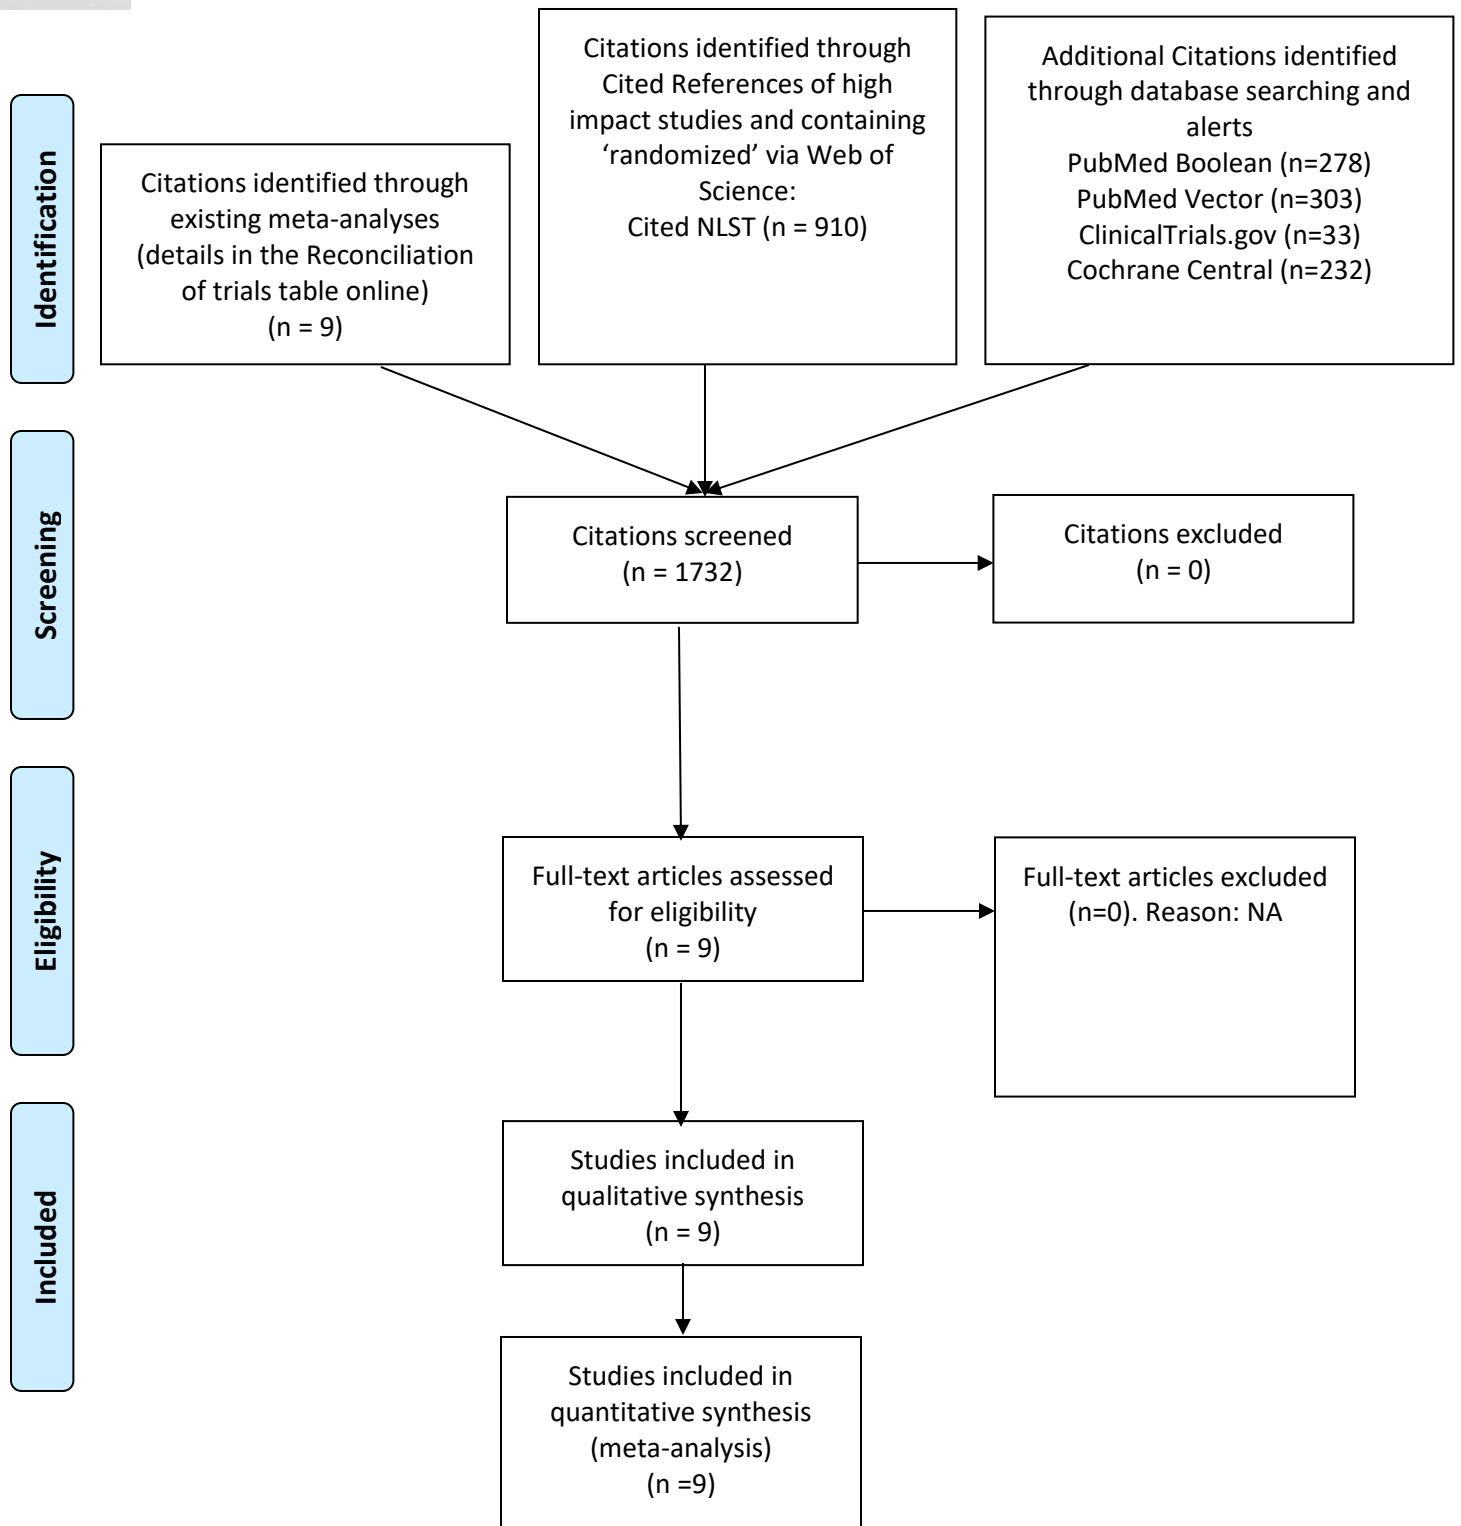 Identification
Citations identified through
existing meta-analyses
(details in the Reconciliation
of trials table online)
(n = 9)
Citations identified through
Cited References of high
impact studies and containing
‘randomized’ via Web of
Science:
Cited NLST (n = 910)
Additional Citations identified
through database searching and
alerts
PubMed Boolean (n=278)
PubMed Vector (n=303)
ClinicalTrials.gov (n=33)
Cochrane Central (n=232)
Screening
Citations screened
(n = 1732)
Citations excluded
(n = 0)
Eligibility
Full-text articles assessed
for eligibility
(n = 9)
Full-text articles excluded
(n=0). Reason: NA
Included
Studies included in
qualitative synthesis
(n = 9)
Studies included in
quantitative synthesis
(meta-analysis)
(n =9)